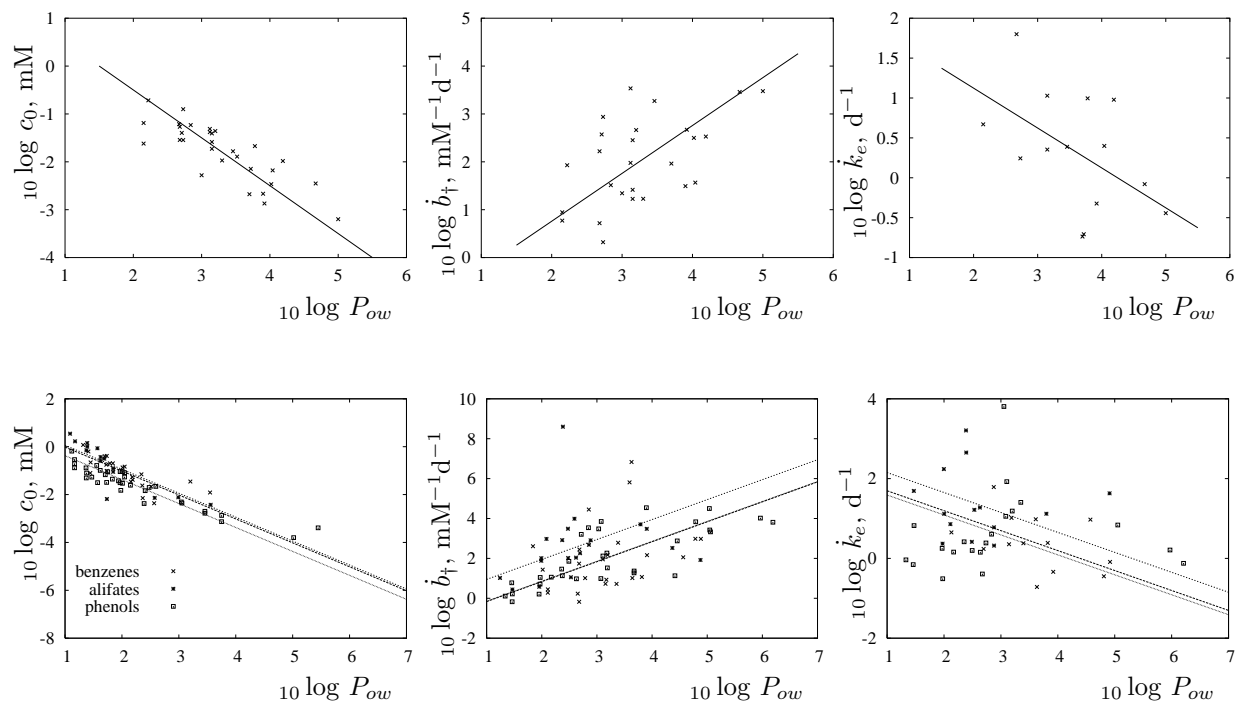 10 log c0, mM
1
0
-1
-2
-3
-4
1 2 3 4 5 6
10 log Pow
10 log ḃ†, mM−1d−1
5
4
3
2
1
0
1 2 3 4 5 6
10 log Pow
10 log k̇e, d−1
2
1.5
1
0.5
0
-0.5
-1
1 2 3 4 5 6
10 log Pow
10 log c0, mM
2
0
-2
-4
-6
-8
benzenes
alifates
phenols
1 2 3 4 5 6 7
10 log Pow
10 log ḃ†, mM−1d−1
10
8
6
4
2
0
-2
1 2 3 4 5 6 7
10 log Pow
10 log k̇e, d−1
4
2
0
-2
1 2 3 4 5 6 7
10 log Pow